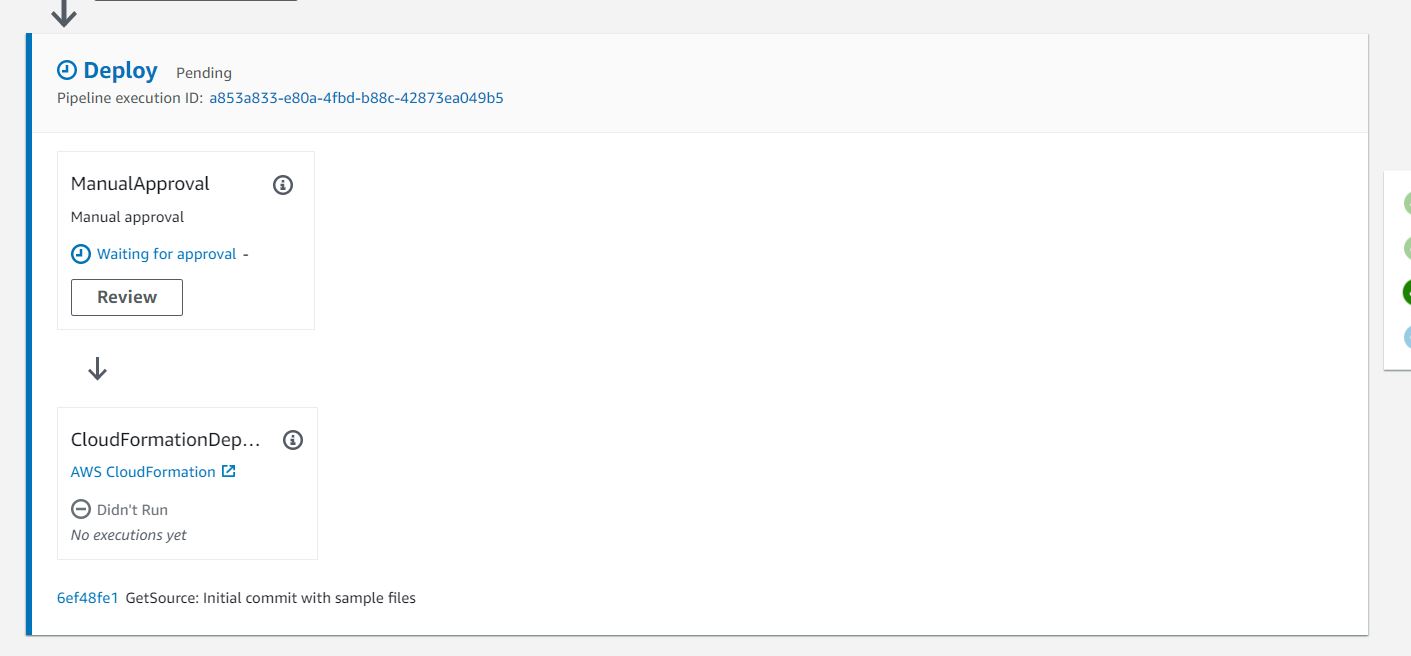 Deploy Pending
Pipeline execution ID: a853a833-e80a-4fbd-b88c-42873ea049b5
ManualApproval
Manual approval
Waiting for approval -
Review
CloudFormationDep...
AWS CloudFormation
Didn't Run
No executions yet
6ef48fe1 GetSource: Initial commit with sample files